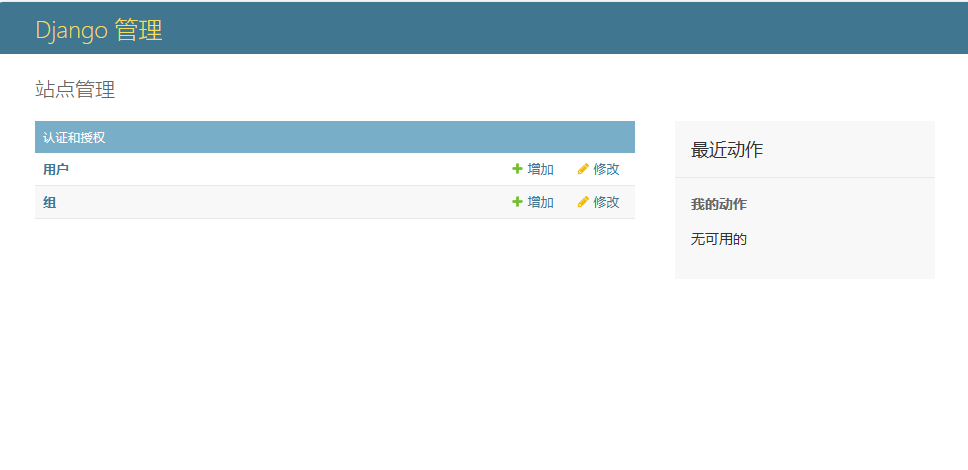 Django 管理
站点管理
认证和授权
用户 增加 修改
组 增加 修改
最近动作
我的动作
无可用的